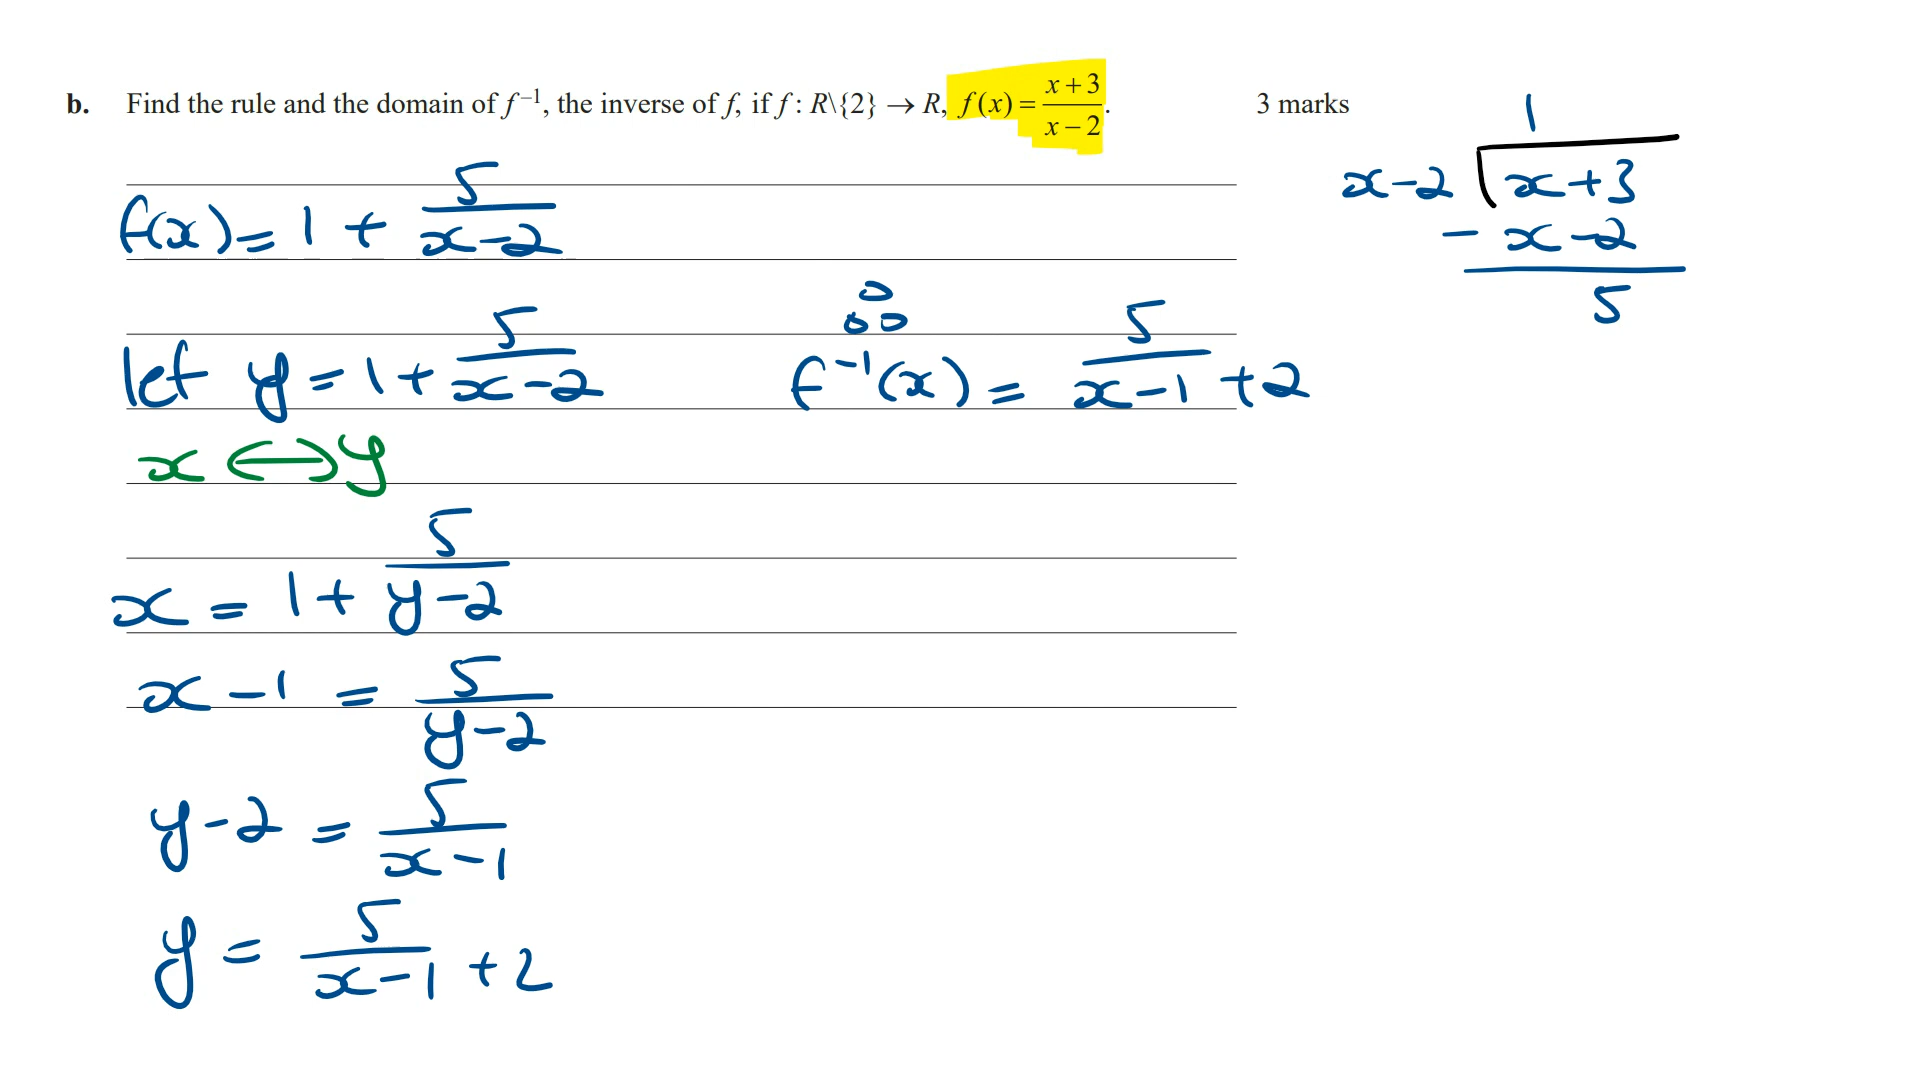 b. Find the rule and the domain of f⁻¹, the inverse of f, if f : R\{2} → R, f(x) = (x + 3)/(x − 2). 3 marks
f(x) = 1 + 5/(x−2)
let y = 1 + 5/(x−2)
x ↔ y
x = 1 + 5/(y−2)
x − 1 = 5/(y−2)
y − 2 = 5/(x−1)
y = 5/(x−1) + 2
∴ f⁻¹(x) = 5/(x−1) + 2
1
x−2 x+3
− x−2
5